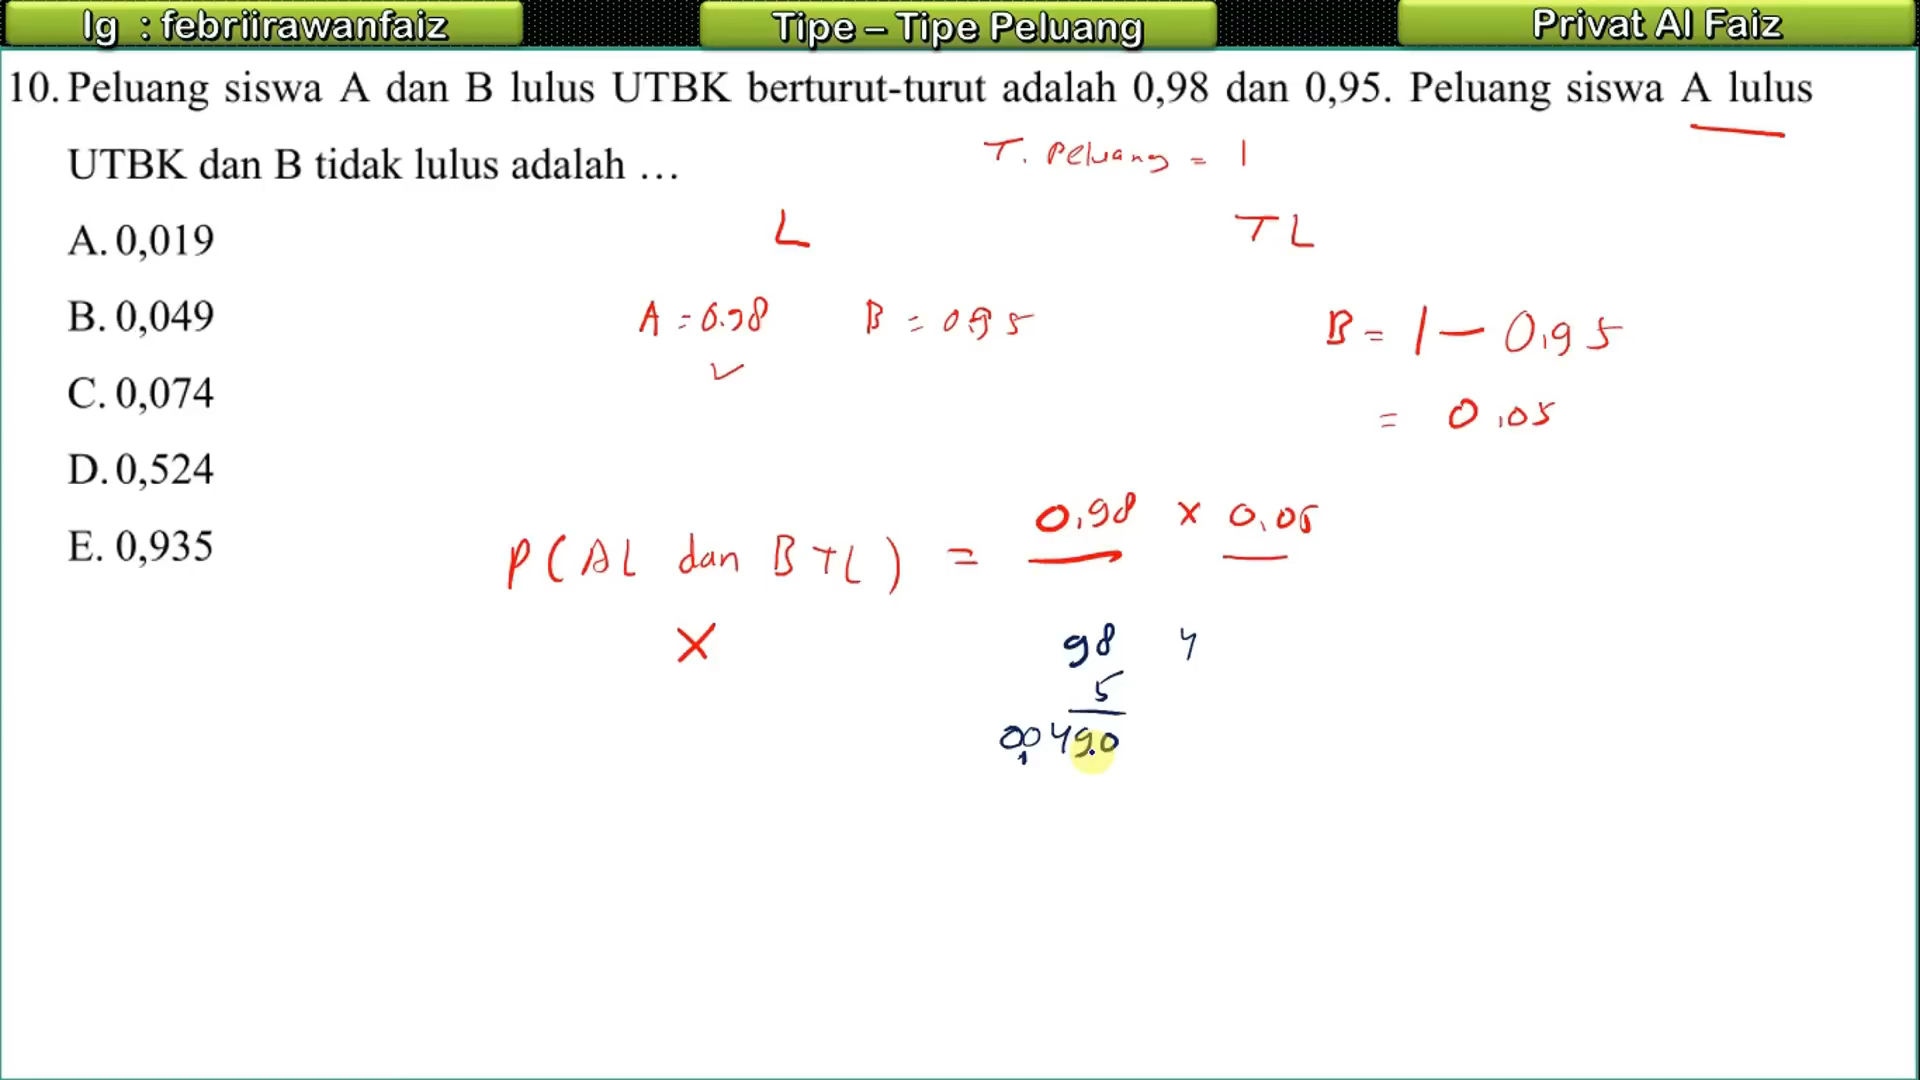 Ig : febriirawanfaiz
Tipe – Tipe Peluang
Privat Al Faiz
10. Peluang siswa A dan B lulus UTBK berturut-turut adalah 0,98 dan 0,95. Peluang siswa A lulus
UTBK dan B tidak lulus adalah …
T. Peluang = 1
A. 0,019
B. 0,049
C. 0,074
D. 0,524
E. 0,935
L
TL
A = 0.98
B = 0.95
B = 1 — 0,95
= 0,05
P(AL dan BTL) = 0,98 x 0,05
X
98
5
0,0490